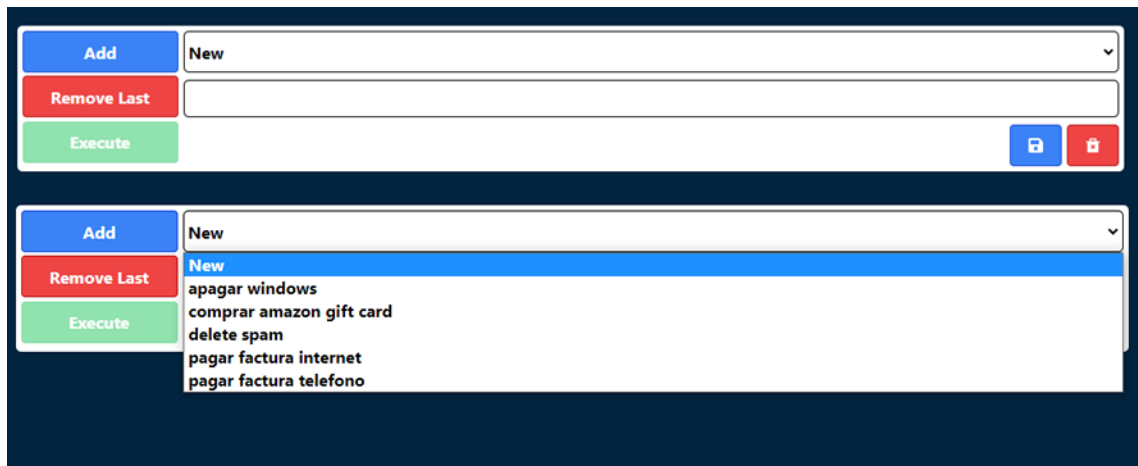 Add New
Remove Last
Execute
Add New
Remove Last New
apagar windows
comprar amazon gift card
Execute delete spam
pagar factura internet
pagar factura telefono